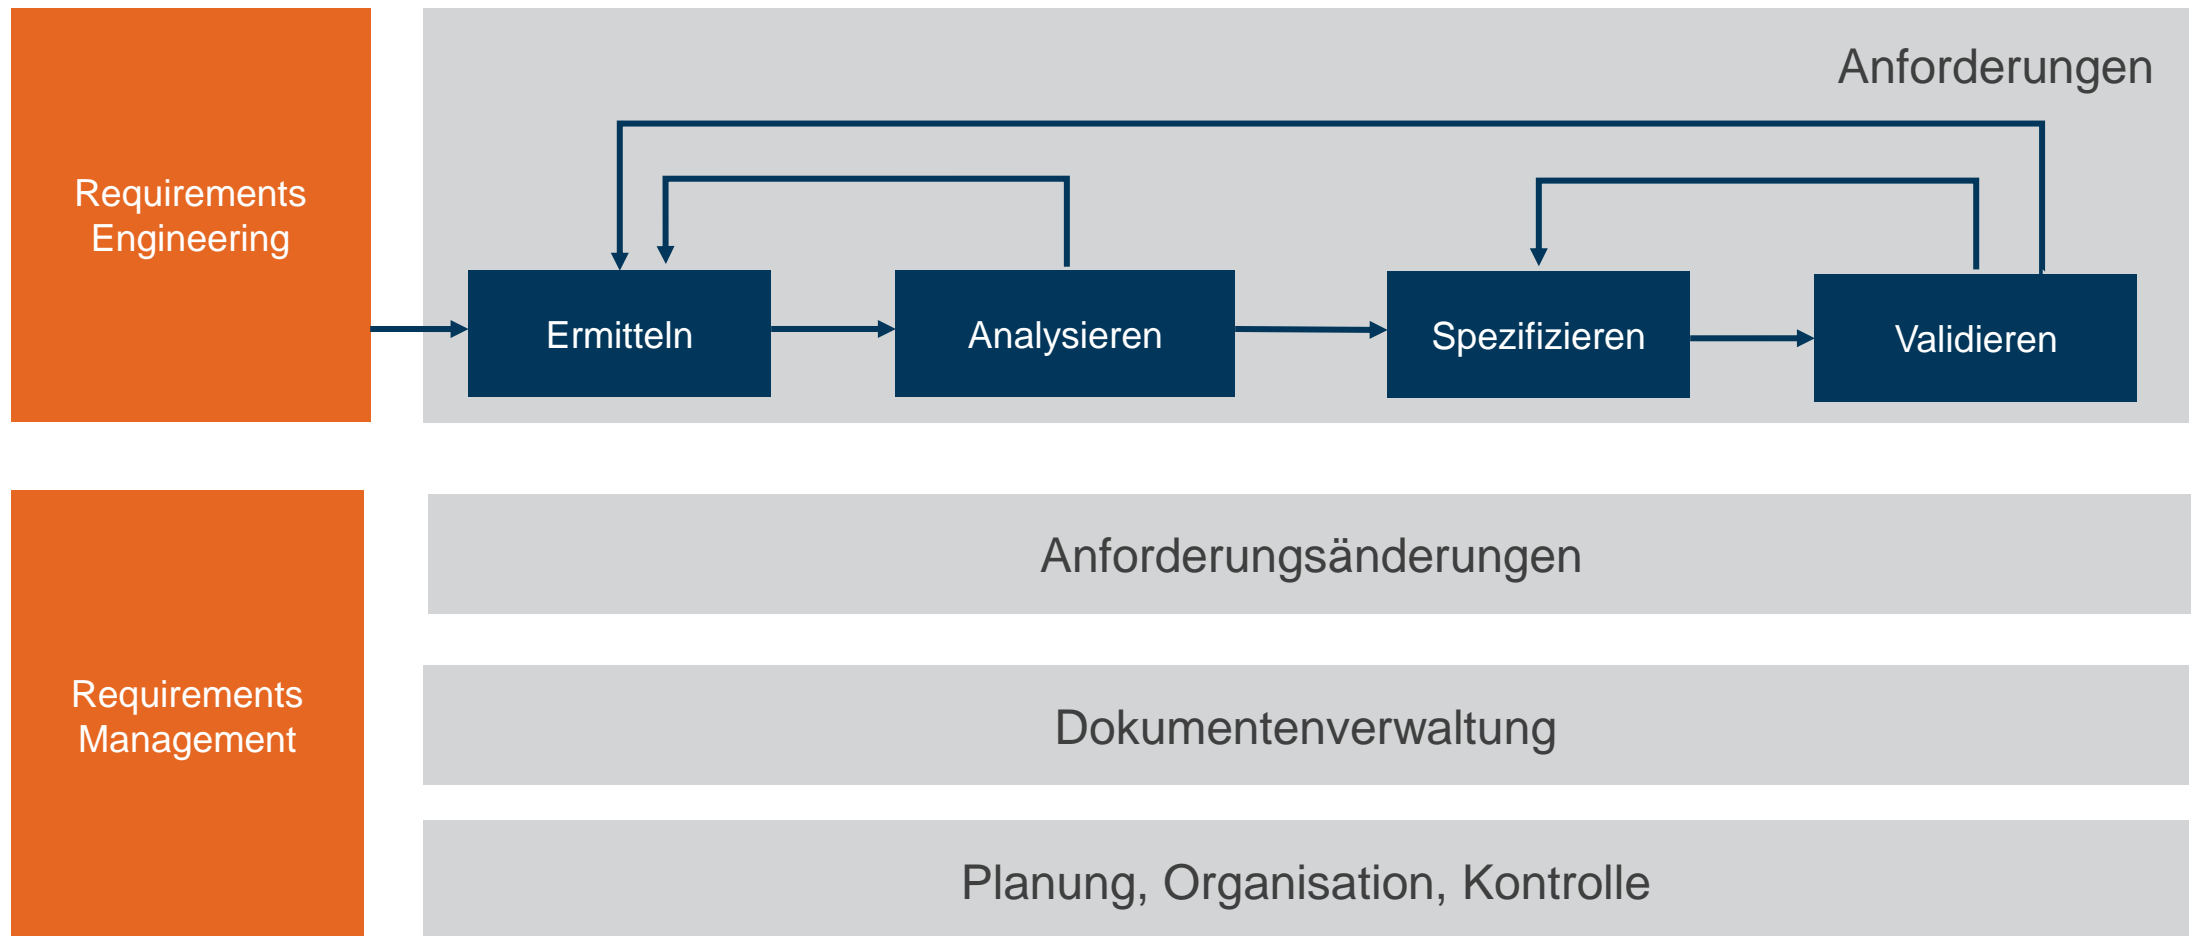 Anforderungen
Requirements
Engineering
Ermitteln
Analysieren
Spezifizieren
Validieren
Requirements
Management
Anforderungsänderungen
Dokumentenverwaltung
Planung, Organisation, Kontrolle